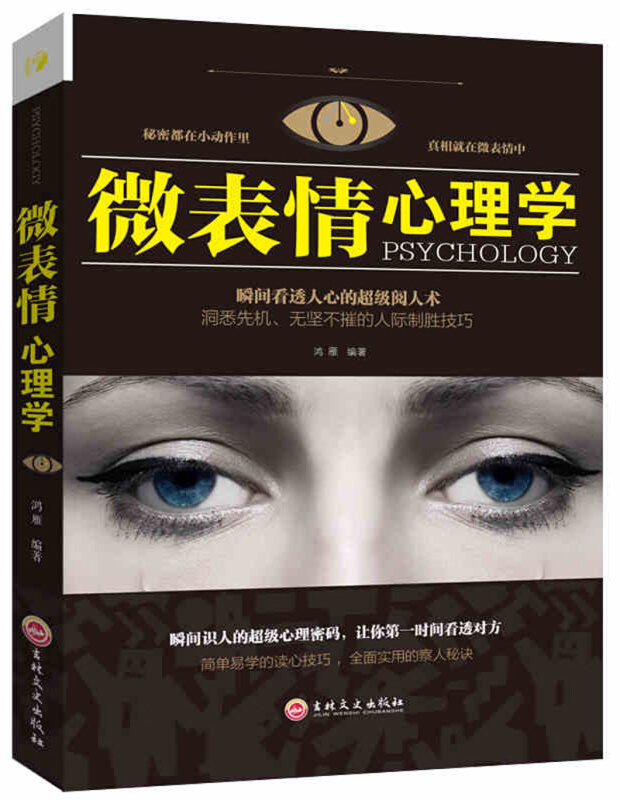 秘密都在小动作里
真相就在微表情中
微表情心理学
PSYCHOLOGY
瞬间看透人心的超级阅人术
洞悉先机、无坚不摧的人际制胜技巧
鸿雁 编著
瞬间识人的超级心理密码，让你第一时间看透对方
简单易学的读心技巧，全面实用的察人秘诀
吉林文史出版社
JILIN WENSHI CHUBANSHE
PSYCHOLOGY
微表情心理学
鸿雁 编著
吉林文史出版社